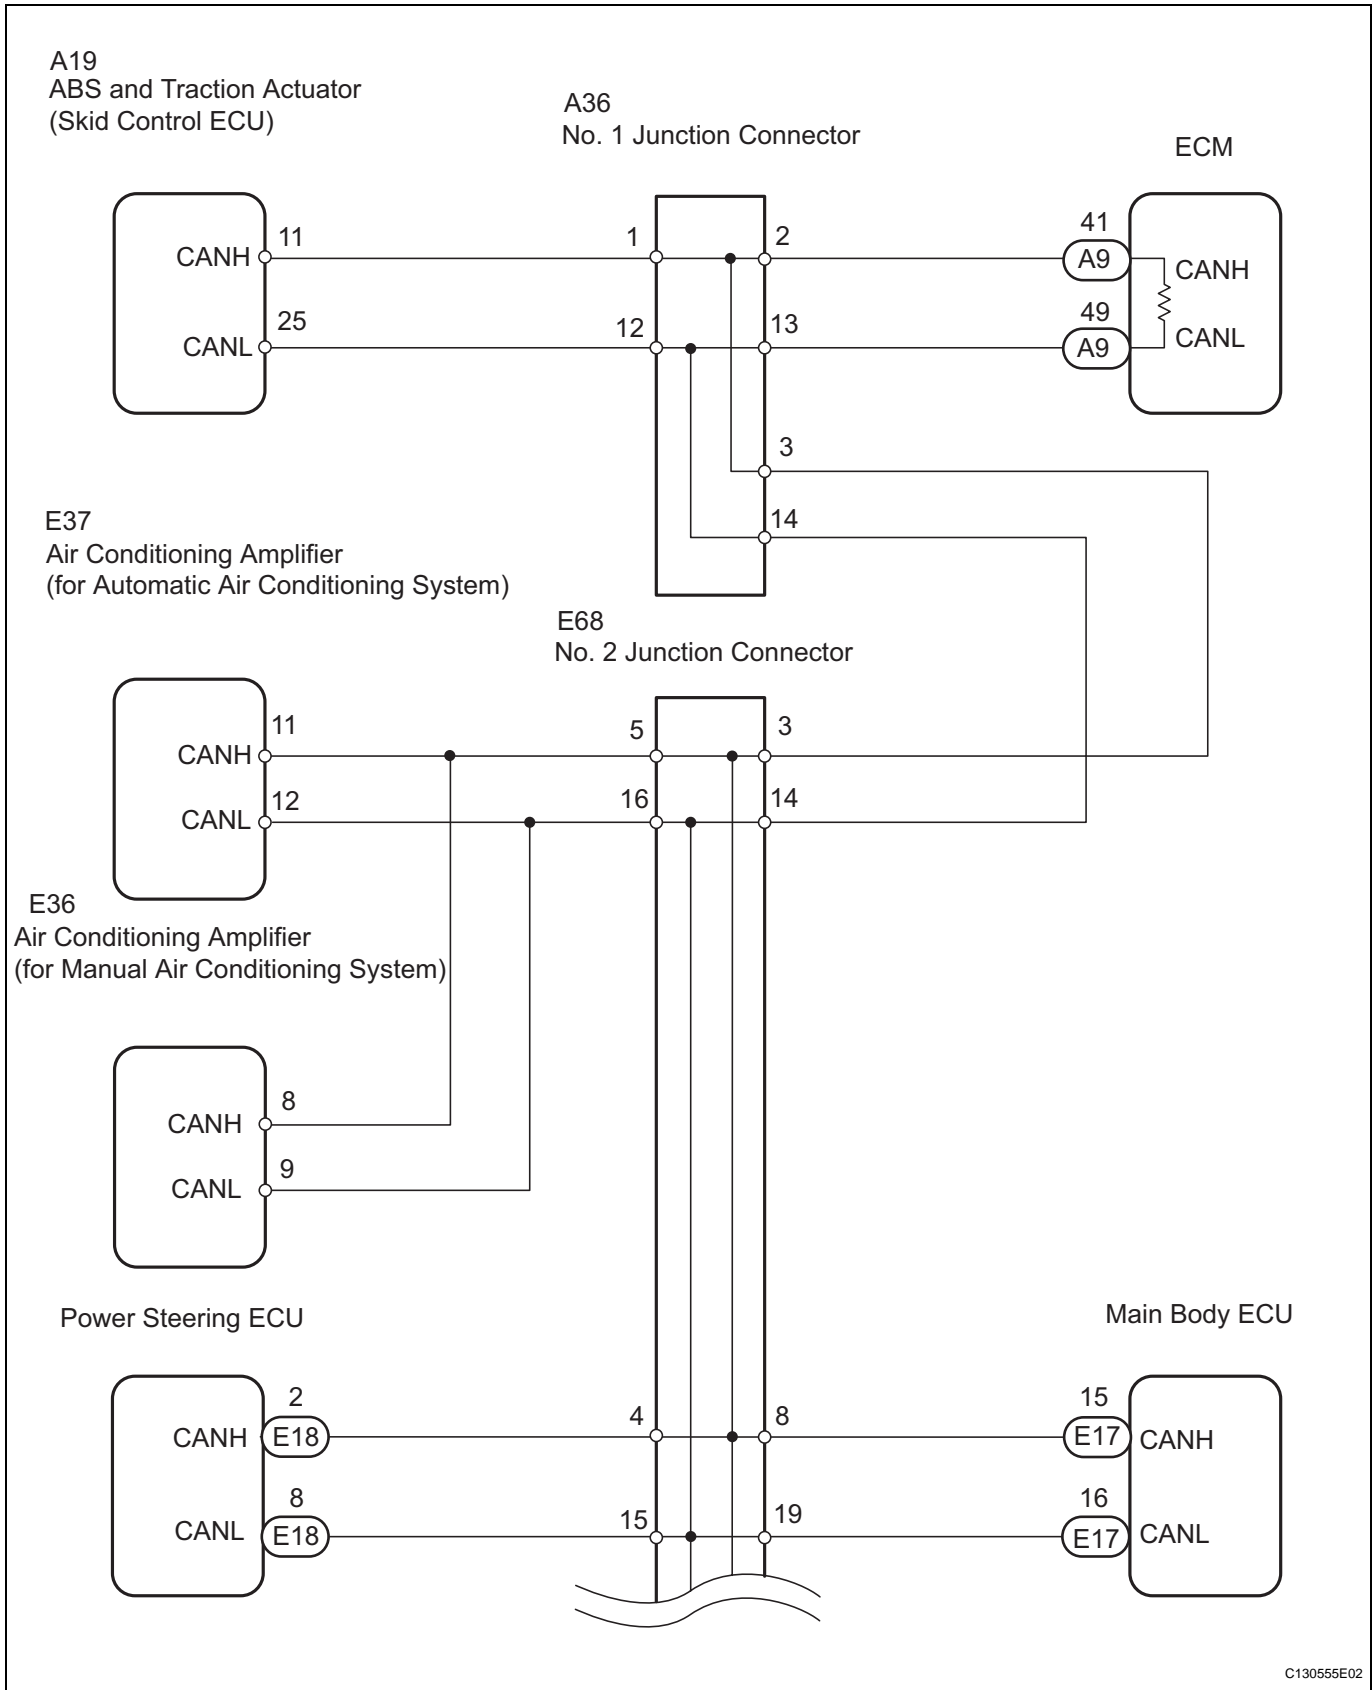 A19
ABS and Traction Actuator
(Skid Control ECU)
A36
No. 1 Junction Connector
ECM
CANH
11
1
2
41
A9
CANH
CANL
25
12
13
49
A9
CANL
3
14
E37
Air Conditioning Amplifier
(for Automatic Air Conditioning System)
E68
No. 2 Junction Connector
CANH
11
5
3
CANL
12
16
14
E36
Air Conditioning Amplifier
(for Manual Air Conditioning System)
CANH
8
CANL
9
Power Steering ECU
Main Body ECU
CANH
2
E18
4
8
15
E17
CANH
CANL
8
E18
15
19
16
E17
CANL
C130555E02